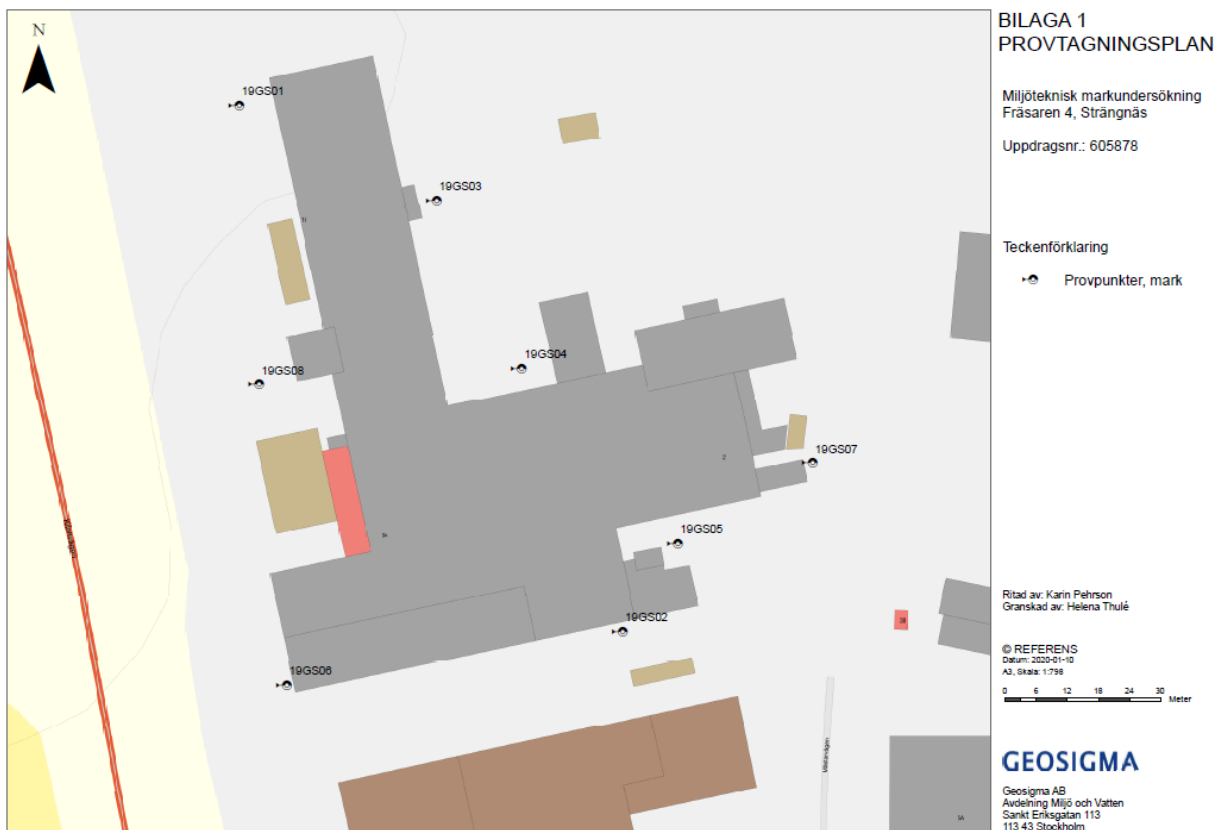 BILAGA 1
PROVTAGNINGSPLAN
Miljöteknisk markundersökning
Fräsaren 4, Strängnäs
Uppdragsnr.: 605878
Teckenförklaring
Provpunkter, mark
N
19GS01
19GS03
19GS04
19GS08
19GS07
2
19GS05
19GS02
19GS06
Ritad av: Karin Pehrson
Granskad av: Helena Thulé
© REFERENS
Datum: 2020-01-10
A3, Skala: 1:798
0 6 12 18 24 30 Meter
GEOSIGMA
Geosigma AB
Avdelning Miljö och Vatten
Sankt Eriksgatan 113
113 43 Stockholm